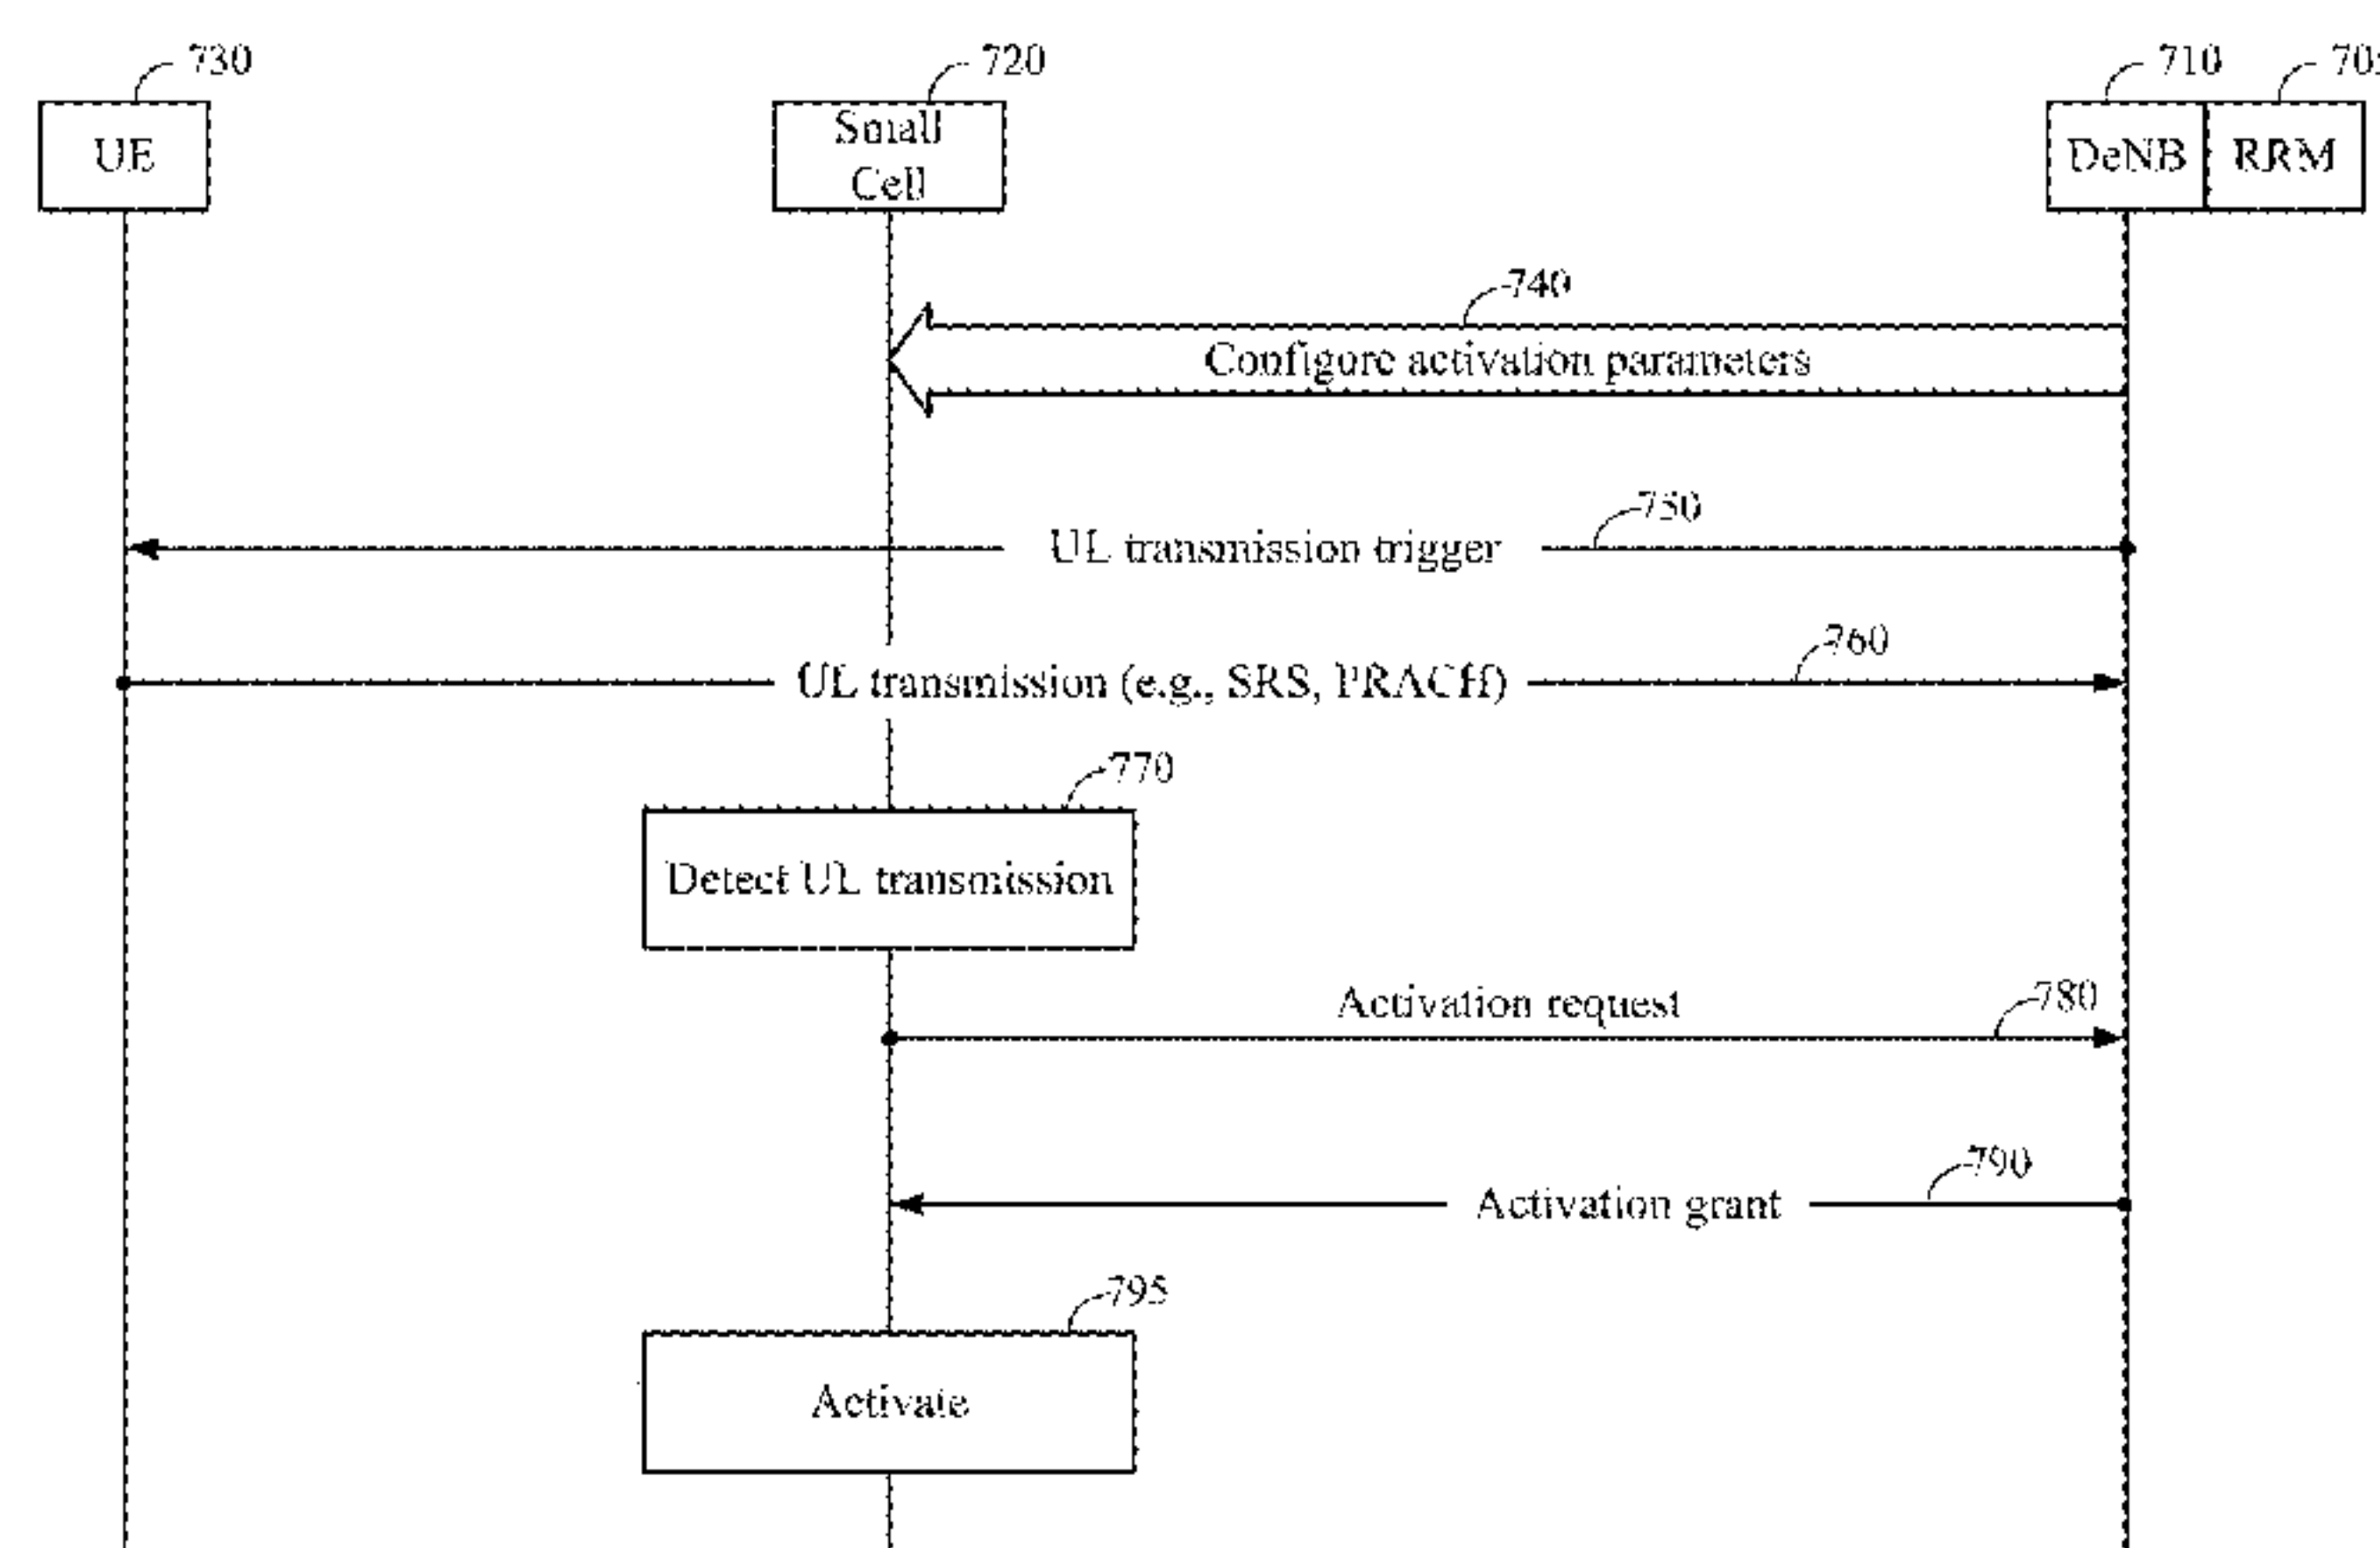 730
720
710
UE
Small
Cell
DeNB
RRM
740
Configure activation parameters
750
UL transmission trigger
760
UL transmission (e.g., SRS, PRACH)
770
Detect UL transmission
Activation request
780
790
Activation grant
795
Activate